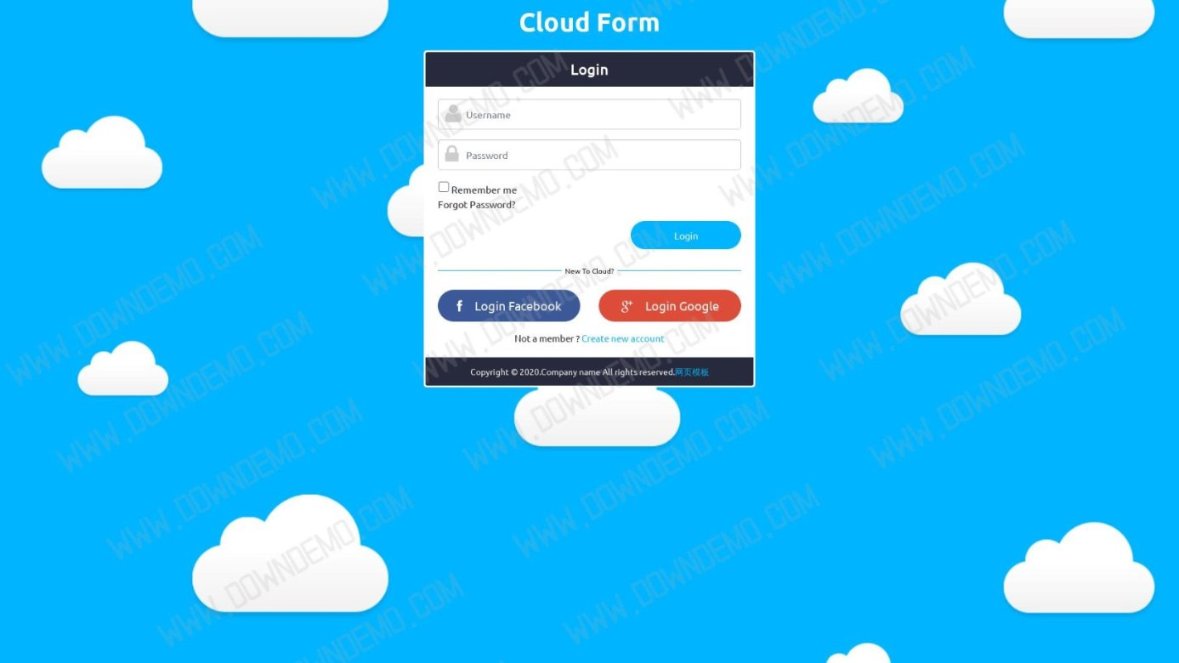 Cloud Form
Login
Username
Password
Remember me
Forgot Password?
Login
New To Cloud?
f Login Facebook
g+ Login Google
Not a member ? Create new account
Copyright © 2020.Company name All rights reserved.网页模板
WWW.DOWNDEMO.COM